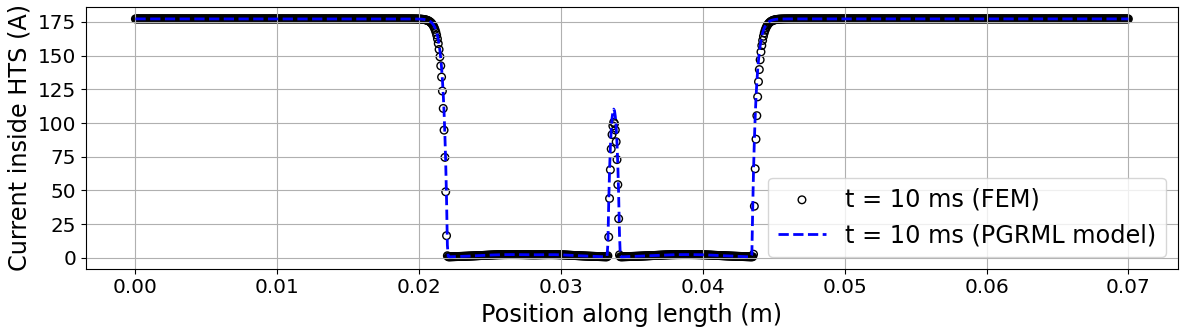 Current inside HTS (A)
175
150
125
100
75
50
25
0
t = 10 ms (FEM)
t = 10 ms (PGRML model)
0.00 0.01 0.02 0.03 0.04 0.05 0.06 0.07
Position along length (m)